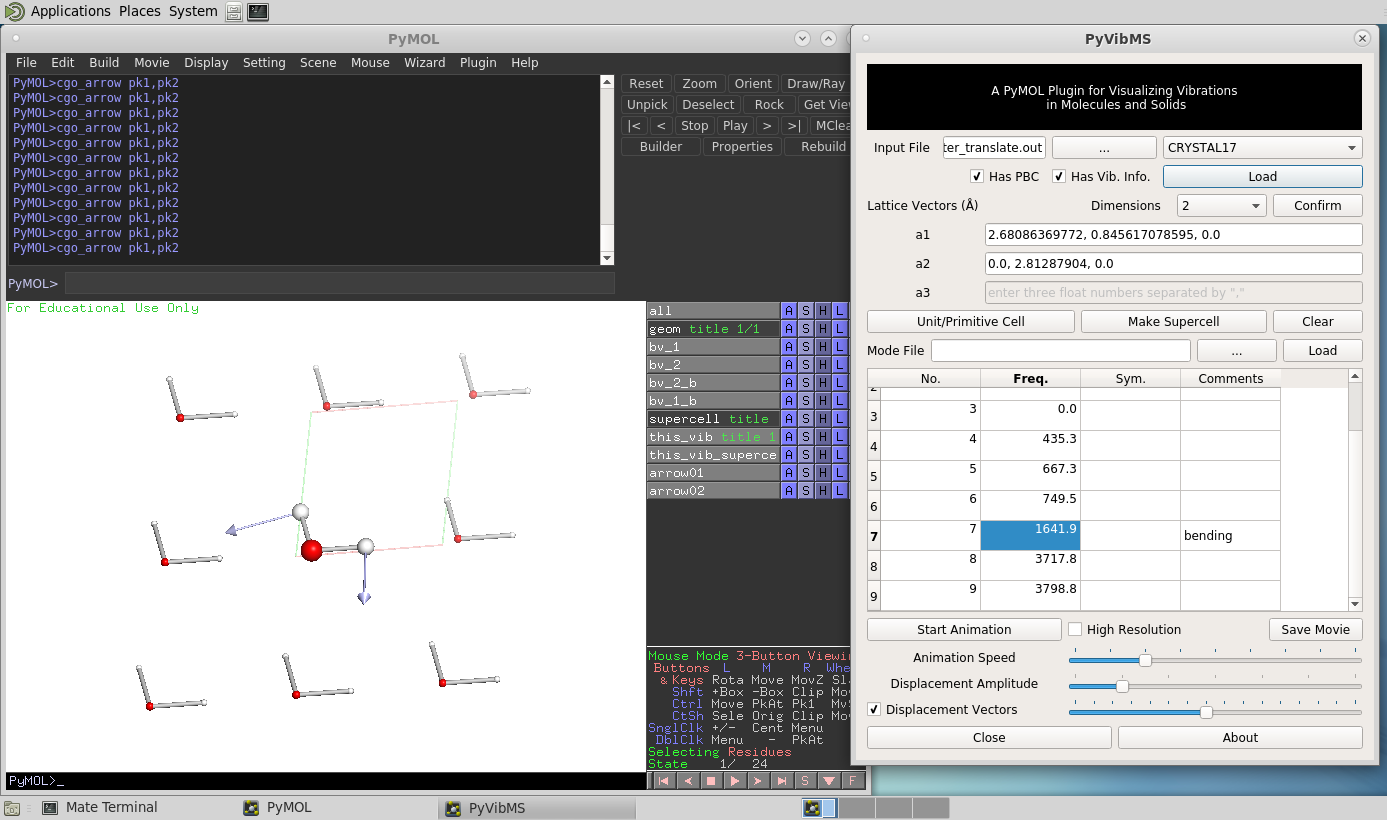 Applications Places System
PyMOL
File Edit Build Movie Display Setting Scene Mouse Wizard Plugin Help
PyMOL>cgo_arrow pk1,pk2
PyMOL>cgo_arrow pk1,pk2
PyMOL>cgo_arrow pk1,pk2
PyMOL>cgo_arrow pk1,pk2
PyMOL>cgo_arrow pk1,pk2
PyMOL>cgo_arrow pk1,pk2
PyMOL>cgo_arrow pk1,pk2
PyMOL>cgo_arrow pk1,pk2
PyMOL>cgo_arrow pk1,pk2
PyMOL>cgo_arrow pk1,pk2
PyMOL>cgo_arrow pk1,pk2
PyMOL>cgo_arrow pk1,pk2
PyMOL>
Reset Zoom Orient Draw/Ray
Unpick Deselect Rock Get Vie
|< < Stop Play > >| MClea
Builder Properties Rebuild
For Educational Use Only
all A S H L
geom title 1/1 A S H L
bv_1 A S H L
bv_2 A S H L
bv_2_b A S H L
bv_1_b A S H L
supercell title A S H L
this_vib title 1 A S H L
this_vib_superce A S H L
arrow01 A S H L
arrow02 A S H L
Mouse Mode 3-Button Viewi
Buttons L M R Whe
& Keys Rota Move MovZ Sl
Shft +Box -Box Clip Mov
Ctrl Move PkAt Pk1 MvS
CtSh Sele Orig Clip Mov
SnglClk +/- Cent Menu
DblClk Menu - PkAt
Selecting Residues
State 1/ 24
S F
PyMOL>_
PyVibMS
A PyMOL Plugin for Visualizing Vibrations
in Molecules and Solids
Input File ter_translate.out ... CRYSTAL17
Has PBC Has Vib. Info. Load
Lattice Vectors (Å) Dimensions 2 Confirm
a1 2.68086369772, 0.845617078595, 0.0
a2 0.0, 2.81287904, 0.0
a3 enter three float numbers separated by ","
Unit/Primitive Cell Make Supercell Clear
Mode File ... Load
No. Freq. Sym. Comments
2
3 3 0.0
4 4 435.3
5 5 667.3
6 6 749.5
7 7 1641.9 bending
8 8 3717.8
9 9 3798.8
Start Animation High Resolution Save Movie
Animation Speed
Displacement Amplitude
Displacement Vectors
Close About
Mate Terminal PyMOL PyVibMS